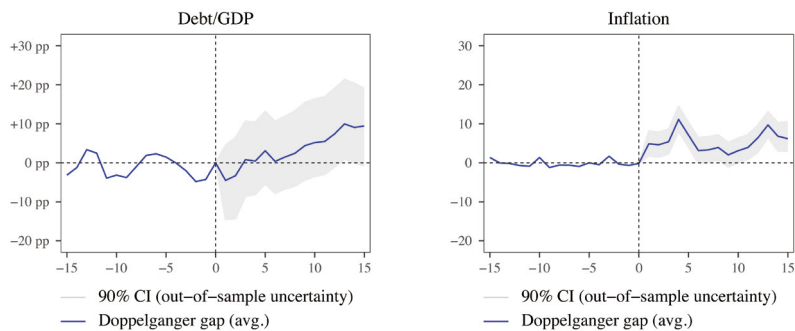 Debt/GDP
+30 pp
+20 pp
+10 pp
0 pp
−10 pp
−20 pp
−15 −10 −5 0 5 10 15
90% CI (out−of−sample uncertainty)
Doppelganger gap (avg.)
Inflation
30
20
10
0
−10
−20
−15 −10 −5 0 5 10 15
90% CI (out−of−sample uncertainty)
Doppelganger gap (avg.)